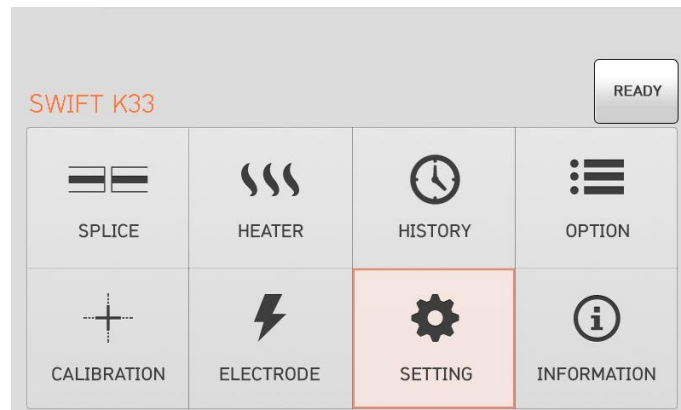 READY
SWIFT K33
SPLICE HEATER HISTORY OPTION
CALIBRATION ELECTRODE SETTING INFORMATION